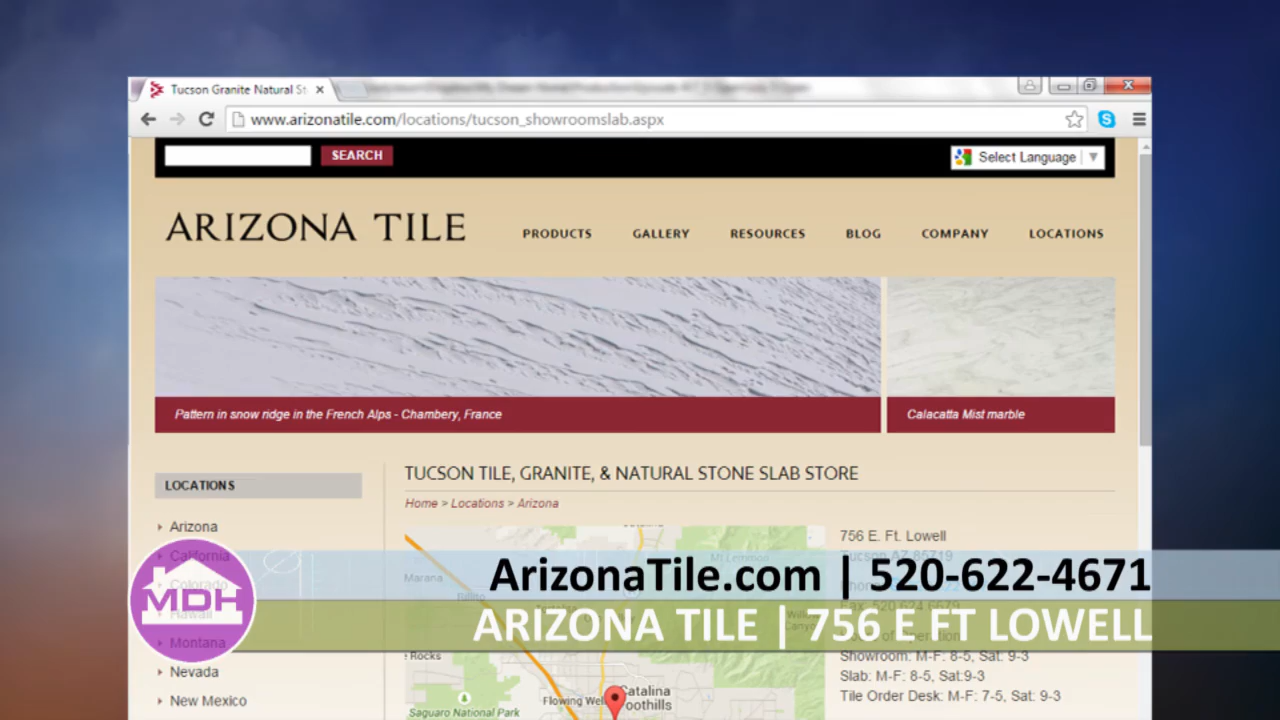 Tucson Granite Natural St
www.arizonatile.com/locations/tucson_showroomslab.aspx
SEARCH
Select Language
ARIZONA TILE
PRODUCTS GALLERY RESOURCES BLOG COMPANY LOCATIONS
Pattern in snow ridge in the French Alps - Chambery, France
Calacatta Mist marble
LOCATIONS
TUCSON TILE, GRANITE, & NATURAL STONE SLAB STORE
Home > Locations > Arizona
Arizona
California
Colorado
Hawaii
Montana
Nevada
New Mexico
Marana
Mt Lemmon
Rocks
Flowing Well
Catalina
oothills
Saguaro National Park
756 E. Ft. Lowell
Tucson AZ 85719
Showroom: M-F: 8-5, Sat: 9-3
Slab: M-F: 8-5, Sat:9-3
Tile Order Desk: M-F: 7-5, Sat: 9-3
MDH
ArizonaTile.com | 520-622-4671
ARIZONA TILE | 756 E FT LOWELL